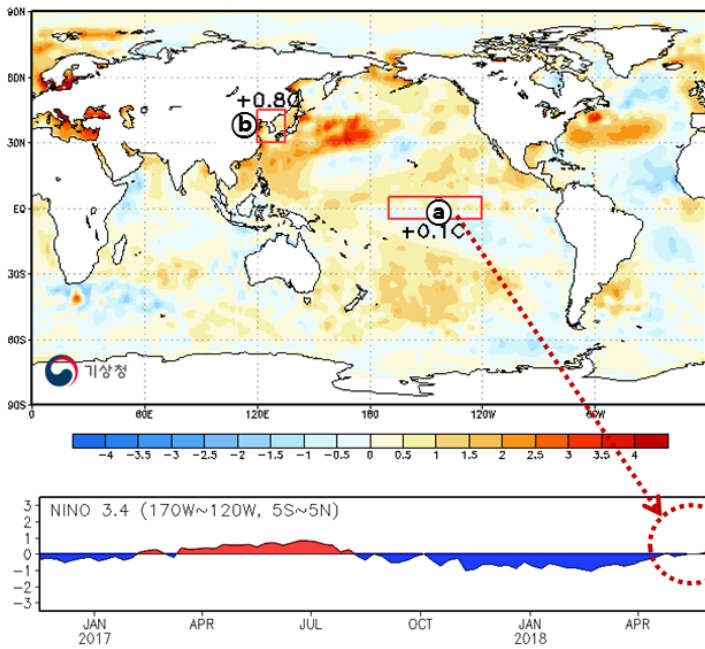 90N
60N
30N
EQ
30S
60S
90S
+0.8C
ⓑ
ⓐ
+0.1C
기상청
0 60E 120E 180 120W 60W 0
-4 -3.5 -3 -2.5 -2 -1.5 -1 -0.5 0 0.5 1 1.5 2 2.5 3 3.5 4
NINO 3.4 (170W~120W, 5S~5N)
3
2
1
0
-1
-2
-3
JAN APR JUL OCT JAN APR
2017 2018